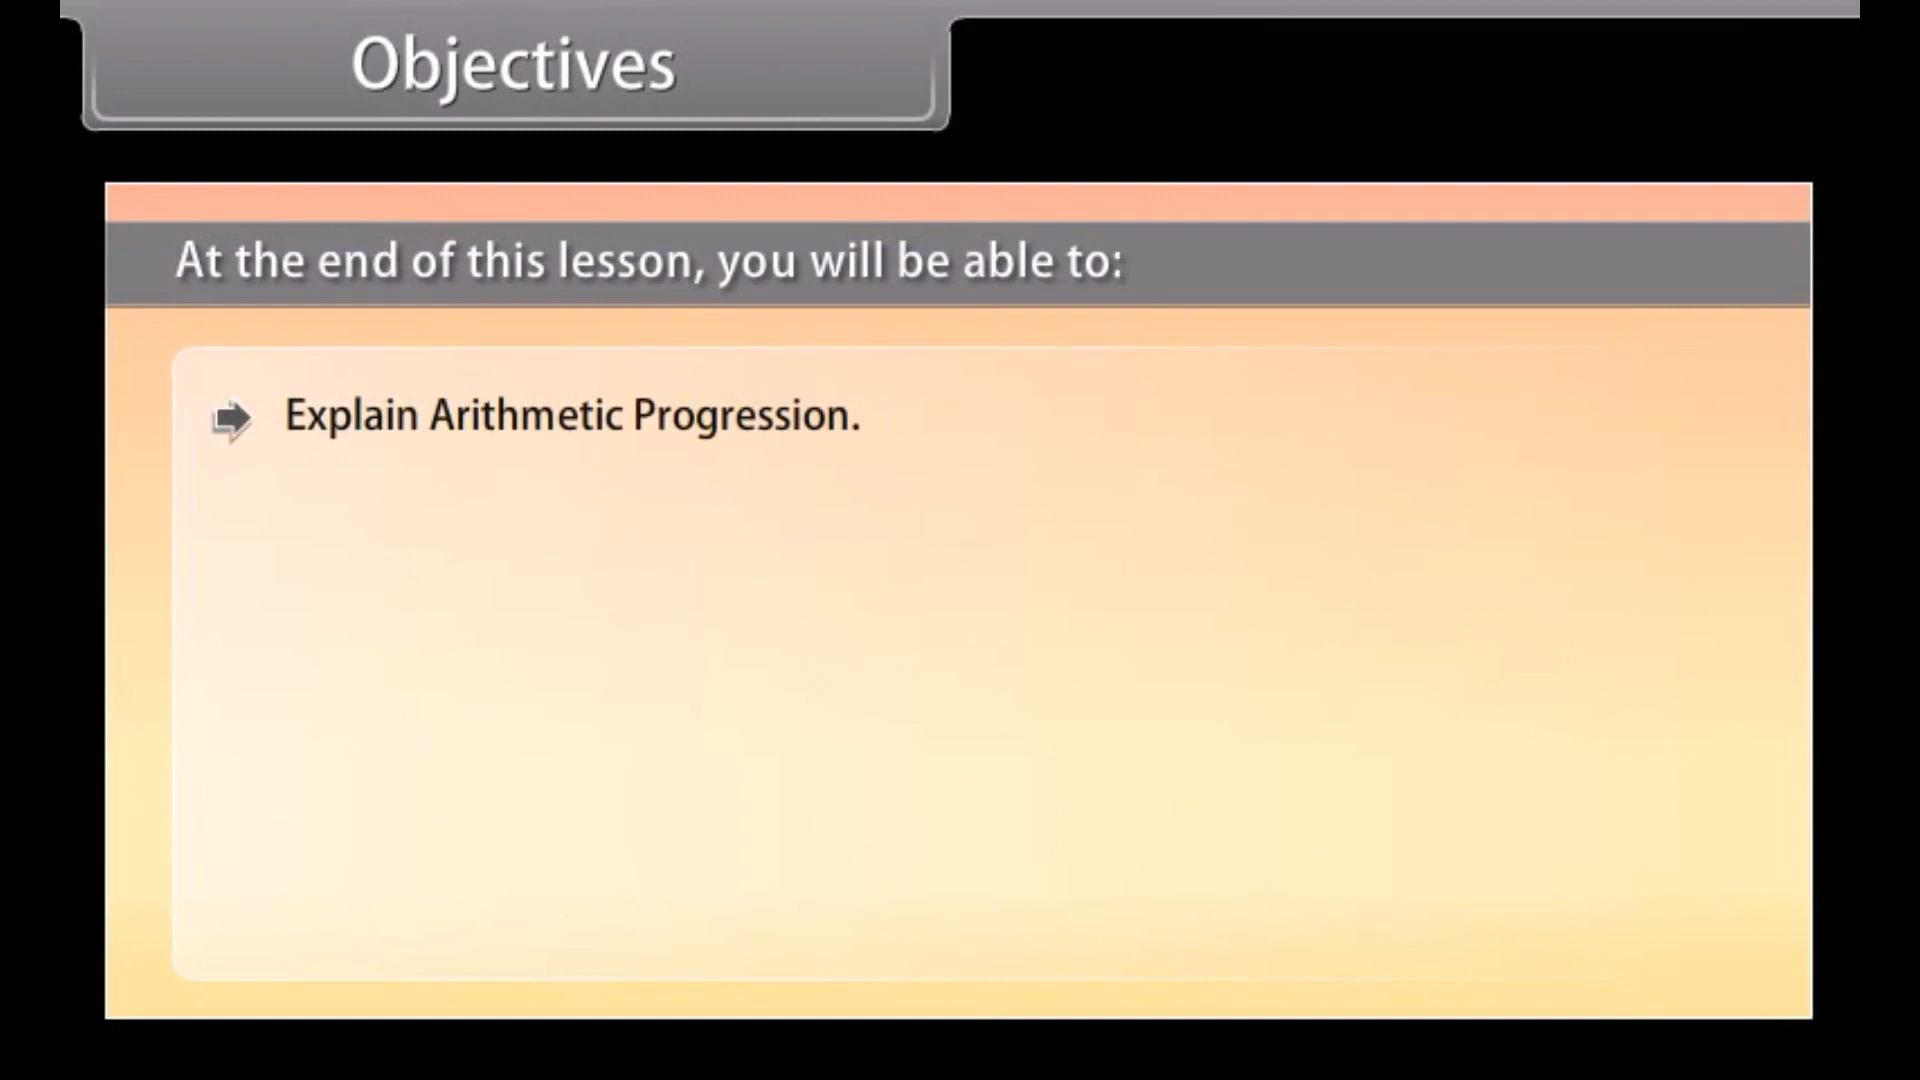 Objectives
At the end of this lesson, you will be able to:
Explain Arithmetic Progression.